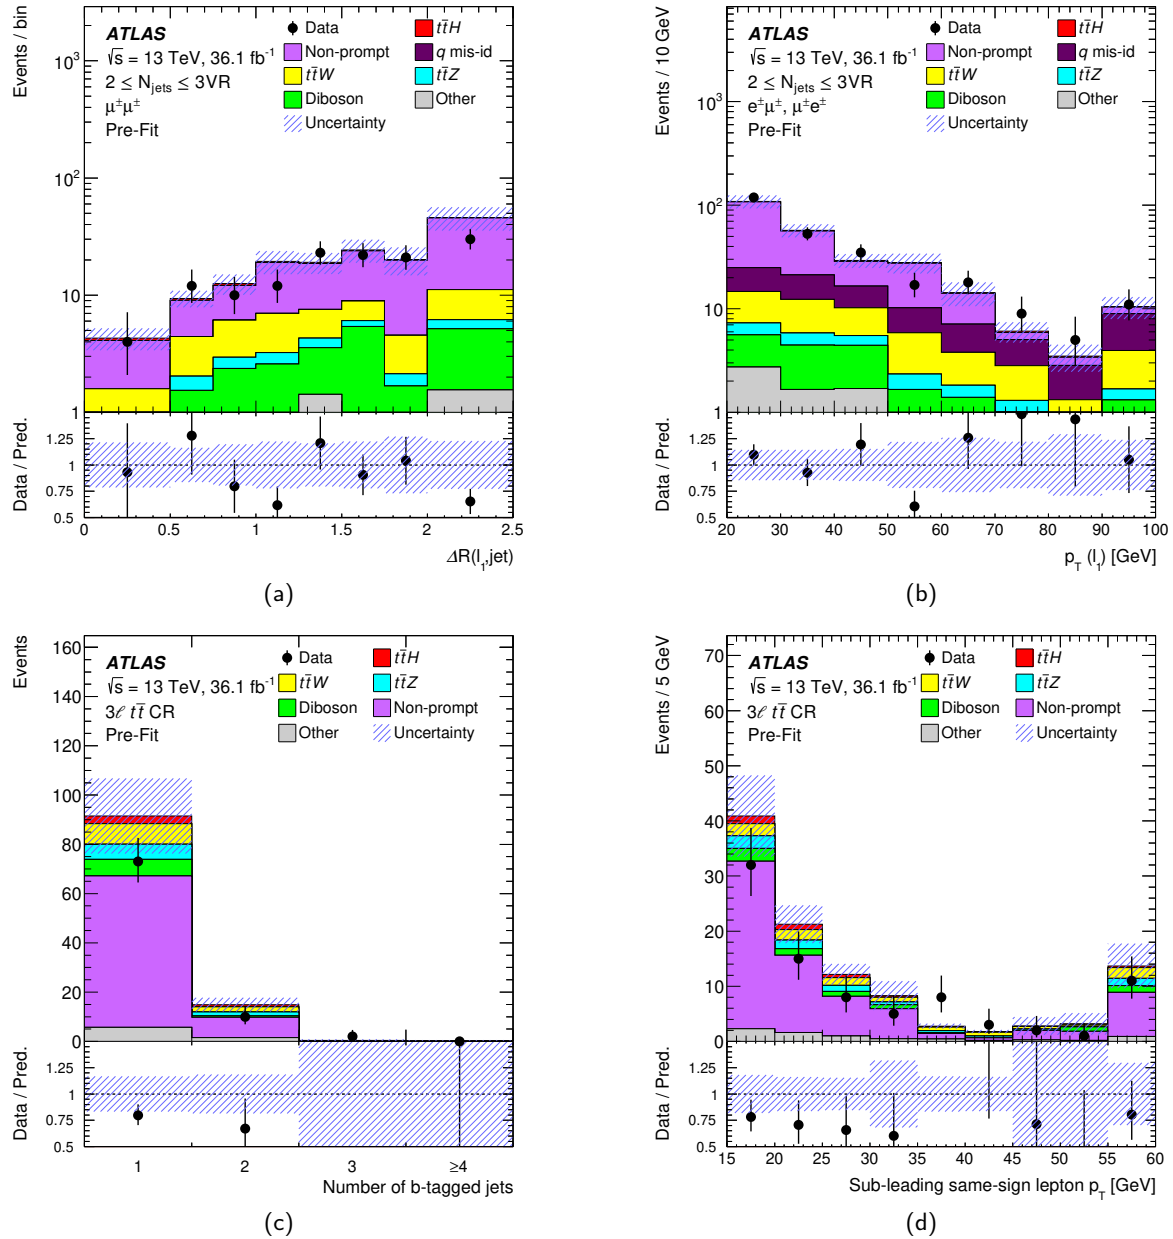 Events / bin
10³
10²
10
1
ATLAS
√s = 13 TeV, 36.1 fb⁻¹
2 ≤ N_jets ≤ 3VR
μ±μ±
Pre-Fit
Data
tt̄H
Non-prompt
q mis-id
tt̄W
tt̄Z
Diboson
Other
Uncertainty
Data / Pred.
1.25
1
0.75
0.5
0 0.5 1 1.5 2 2.5
ΔR(l₁,jet)
(a)
Events / 10 GeV
10³
10²
10
1
ATLAS
√s = 13 TeV, 36.1 fb⁻¹
2 ≤ N_jets ≤ 3VR
e±μ±, μ±e±
Pre-Fit
Data
tt̄H
Non-prompt
q mis-id
tt̄W
tt̄Z
Diboson
Other
Uncertainty
Data / Pred.
1.25
1
0.75
0.5
20 30 40 50 60 70 80 90 100
p_T (l₁) [GeV]
(b)
Events
160
140
120
100
80
60
40
20
0
ATLAS
√s = 13 TeV, 36.1 fb⁻¹
3ℓ tt̄ CR
Pre-Fit
Data
tt̄H
tt̄W
tt̄Z
Diboson
Non-prompt
Other
Uncertainty
Data / Pred.
1.25
1
0.75
0.5
1 2 3 ≥4
Number of b-tagged jets
(c)
Events / 5 GeV
70
60
50
40
30
20
10
0
ATLAS
√s = 13 TeV, 36.1 fb⁻¹
3ℓ tt̄ CR
Pre-Fit
Data
tt̄H
tt̄W
tt̄Z
Diboson
Non-prompt
Other
Uncertainty
Data / Pred.
1.25
1
0.75
0.5
15 20 25 30 35 40 45 50 55 60
Sub-leading same-sign lepton p_T [GeV]
(d)